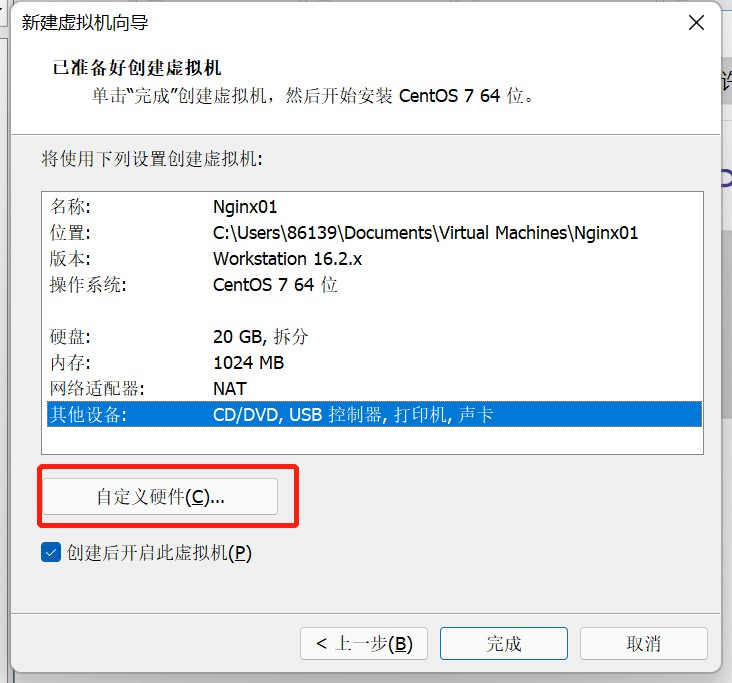 新建虚拟机向导
已准备好创建虚拟机
单击“完成”创建虚拟机，然后开始安装 CentOS 7 64 位。
将使用下列设置创建虚拟机:
名称: Nginx01
位置: C:\Users\86139\Documents\Virtual Machines\Nginx01
版本: Workstation 16.2.x
操作系统: CentOS 7 64 位
硬盘: 20 GB, 拆分
内存: 1024 MB
网络适配器: NAT
其他设备: CD/DVD, USB 控制器, 打印机, 声卡
自定义硬件(C)...
创建后开启此虚拟机(P)
< 上一步(B) 完成 取消